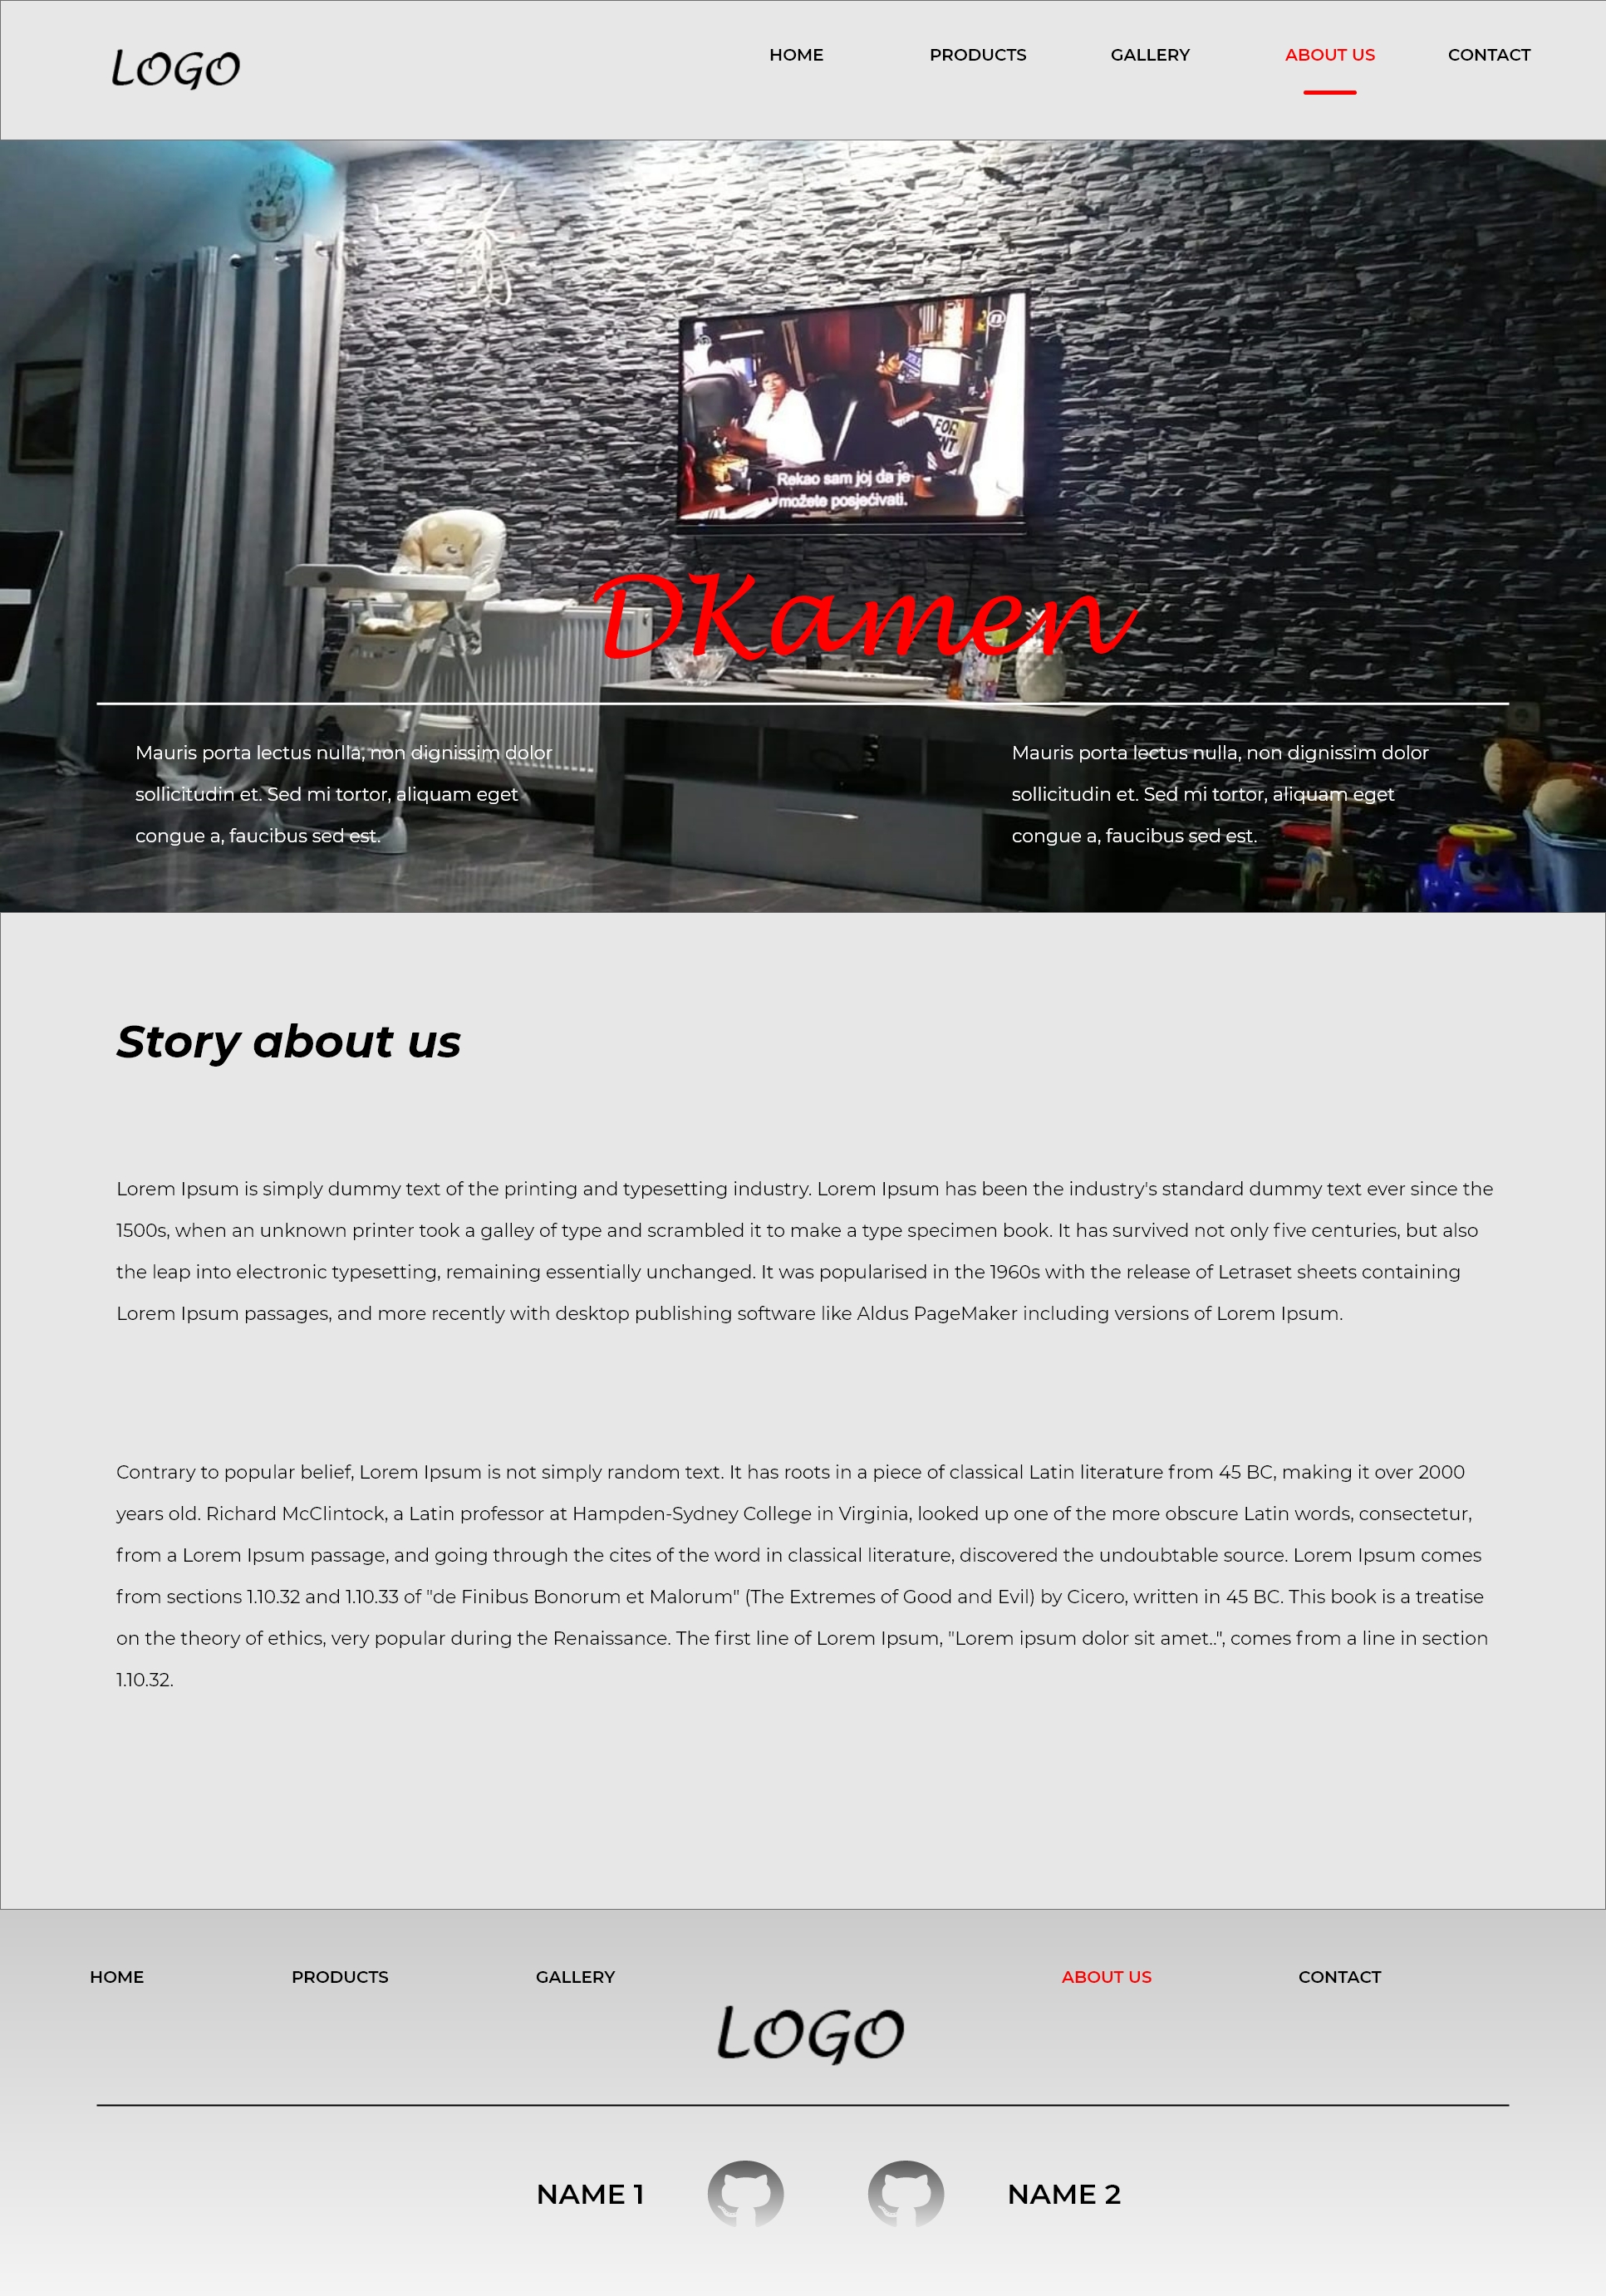 LOGO
HOME
PRODUCTS
GALLERY
ABOUT US
CONTACT
FOR
Rekao sam joj da je
možete posjećivati.
DKamen
Mauris porta lectus nulla, non dignissim dolor
sollicitudin et. Sed mi tortor, aliquam eget
congue a, faucibus sed est.
Mauris porta lectus nulla, non dignissim dolor
sollicitudin et. Sed mi tortor, aliquam eget
congue a, faucibus sed est.
Story about us
Lorem Ipsum is simply dummy text of the printing and typesetting industry. Lorem Ipsum has been the industry's standard dummy text ever since the
1500s, when an unknown printer took a galley of type and scrambled it to make a type specimen book. It has survived not only five centuries, but also
the leap into electronic typesetting, remaining essentially unchanged. It was popularised in the 1960s with the release of Letraset sheets containing
Lorem Ipsum passages, and more recently with desktop publishing software like Aldus PageMaker including versions of Lorem Ipsum.
Contrary to popular belief, Lorem Ipsum is not simply random text. It has roots in a piece of classical Latin literature from 45 BC, making it over 2000
years old. Richard McClintock, a Latin professor at Hampden-Sydney College in Virginia, looked up one of the more obscure Latin words, consectetur,
from a Lorem Ipsum passage, and going through the cites of the word in classical literature, discovered the undoubtable source. Lorem Ipsum comes
from sections 1.10.32 and 1.10.33 of "de Finibus Bonorum et Malorum" (The Extremes of Good and Evil) by Cicero, written in 45 BC. This book is a treatise
on the theory of ethics, very popular during the Renaissance. The first line of Lorem Ipsum, "Lorem ipsum dolor sit amet..", comes from a line in section
1.10.32.
HOME
PRODUCTS
GALLERY
ABOUT US
CONTACT
LOGO
NAME 1
NAME 2